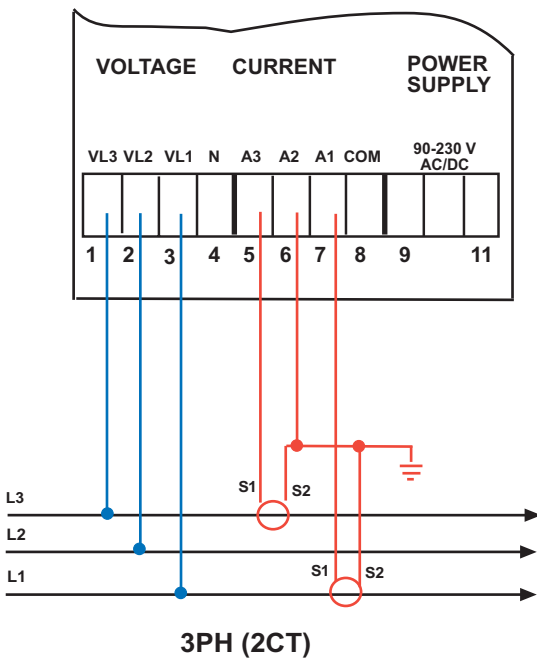 VOLTAGE CURRENT POWER SUPPLY
VL3 VL2 VL1 N A3 A2 A1 COM 90-230 V AC/DC
1 2 3 4 5 6 7 8 9 11
S1 S2
L3
L2
S1 S2
L1
3PH (2CT)